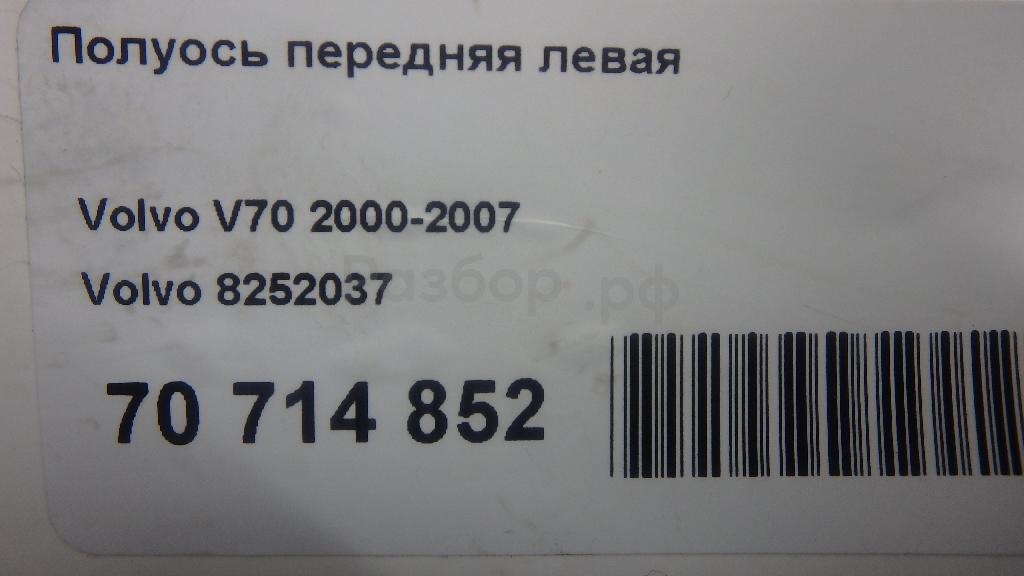 Полуось передняя левая
Volvo V70 2000-2007
Volvo 8252037
Разбор.рф
70 714 852